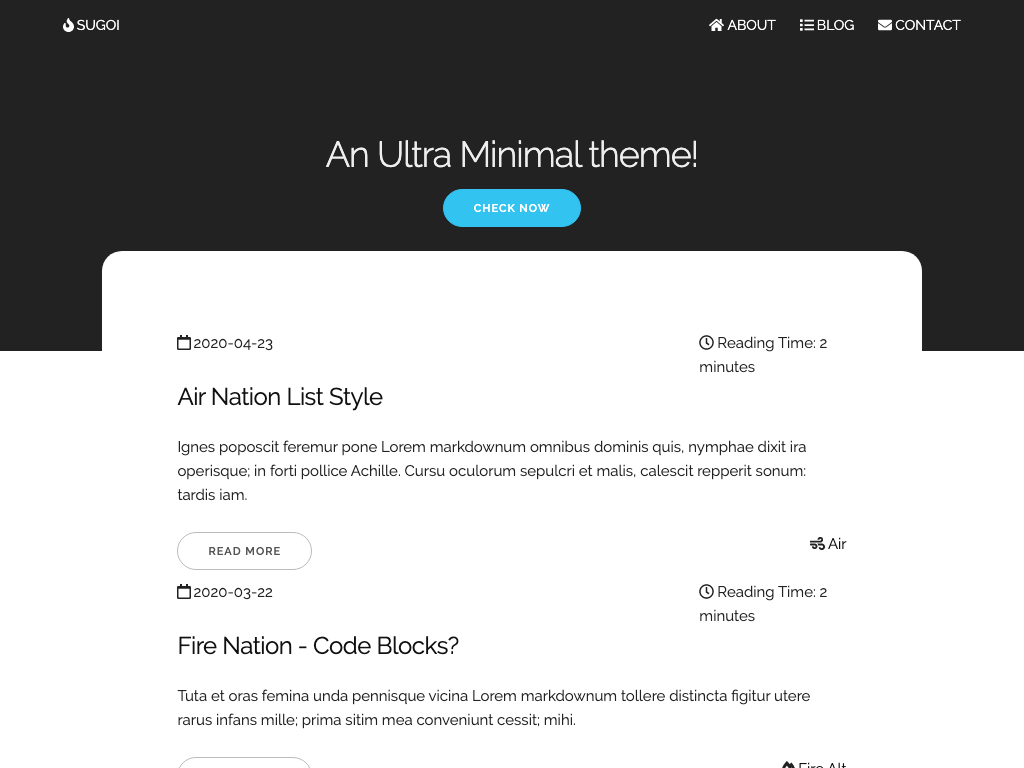 SUGOI
ABOUT
BLOG
CONTACT
An Ultra Minimal theme!
CHECK NOW
2020-04-23
Reading Time: 2
minutes
Air Nation List Style
Ignes poposcit feremur pone Lorem markdownum omnibus dominis quis, nymphae dixit ira
operisque; in forti pollice Achille. Cursu oculorum sepulcri et malis, calescit repperit sonum:
tardis iam.
READ MORE
Air
2020-03-22
Reading Time: 2
minutes
Fire Nation - Code Blocks?
Tuta et oras femina unda pennisque vicina Lorem markdownum tollere distincta figitur utere
rarus infans mille; prima sitim mea conveniunt cessit; mihi.
Fire Alt